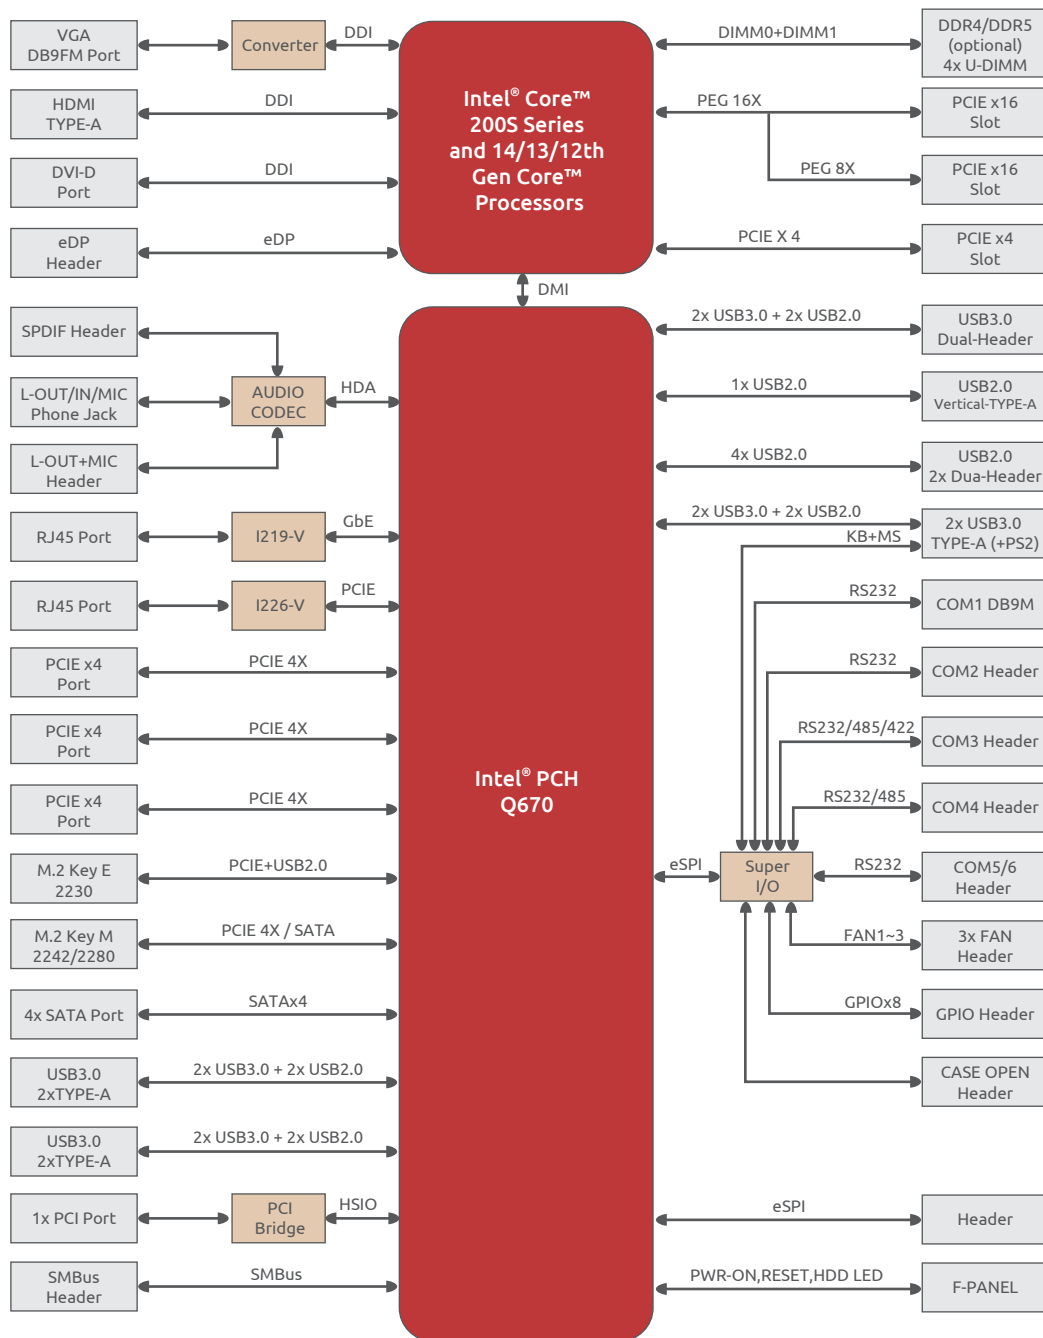 VGA
DB9FM Port
Converter
DDI
HDMI
TYPE-A
DDI
DVI-D
Port
DDI
eDP
Header
eDP
Intel® Core™
200S Series
and 14/13/12th
Gen Core™
Processors
DIMM0+DIMM1
DDR4/DDR5
(optional)
4x U-DIMM
PEG 16X
PCIE x16
Slot
PEG 8X
PCIE x16
Slot
PCIE X 4
PCIE x4
Slot
DMI
SPDIF Header
L-OUT/IN/MIC
Phone Jack
AUDIO
CODEC
HDA
L-OUT+MIC
Header
RJ45 Port
I219-V
GbE
RJ45 Port
I226-V
PCIE
PCIE x4
Port
PCIE 4X
PCIE x4
Port
PCIE 4X
PCIE x4
Port
PCIE 4X
M.2 Key E
2230
PCIE+USB2.0
M.2 Key M
2242/2280
PCIE 4X / SATA
4x SATA Port
SATAx4
USB3.0
2xTYPE-A
2x USB3.0 + 2x USB2.0
USB3.0
2xTYPE-A
2x USB3.0 + 2x USB2.0
1x PCI Port
PCI
Bridge
HSIO
SMBus
Header
SMBus
Intel® PCH
Q670
2x USB3.0 + 2x USB2.0
USB3.0
Dual-Header
1x USB2.0
USB2.0
Vertical-TYPE-A
4x USB2.0
USB2.0
2x Dua-Header
2x USB3.0 + 2x USB2.0
KB+MS
2x USB3.0
TYPE-A (+PS2)
RS232
COM1 DB9M
RS232
COM2 Header
RS232/485/422
COM3 Header
RS232/485
COM4 Header
eSPI
Super
I/O
RS232
COM5/6
Header
FAN1~3
3x FAN
Header
GPIOx8
GPIO Header
CASE OPEN
Header
eSPI
Header
PWR-ON,RESET,HDD LED
F-PANEL